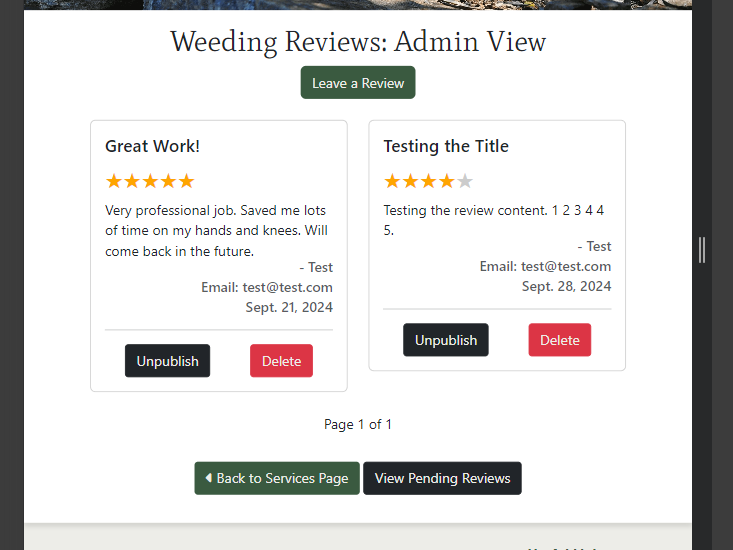 Weeding Reviews: Admin View
Leave a Review
Great Work!
Very professional job. Saved me lots
of time on my hands and knees. Will
come back in the future.
- Test
Email: test@test.com
Sept. 21, 2024
Unpublish
Delete
Testing the Title
Testing the review content. 1 2 3 4 4
5.
- Test
Email: test@test.com
Sept. 28, 2024
Unpublish
Delete
Page 1 of 1
Back to Services Page
View Pending Reviews